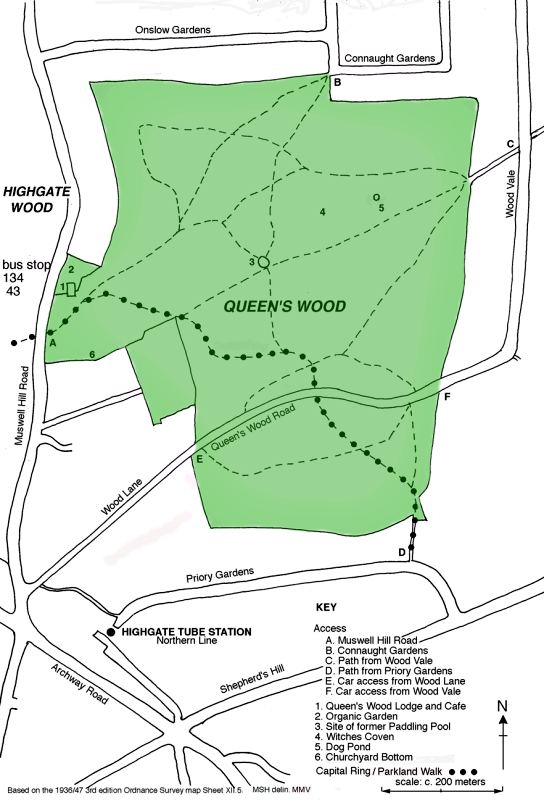 Onslow Gardens
Connaught Gardens
B
C
HIGHGATE
WOOD
Wood Vale
O
5
4
bus stop
134
43
2
1
3
QUEEN'S WOOD
A
6
Muswell Hill Road
F
Queen's Wood Road
E
Wood Lane
D
Priory Gardens
HIGHGATE TUBE STATION
Northern Line
Archway Road
Shepherd's Hill
KEY
Access
A. Muswell Hill Road
B. Connaught Gardens
C. Path from Wood Vale
D. Path from Priory Gardens
E. Car access from Wood Lane
F. Car access from Wood Vale
1. Queen's Wood Lodge and Cafe
2. Organic Garden
3. Site of former Paddling Pool
4. Witches Coven
5. Dog Pond
6. Churchyard Bottom
N
Capital Ring / Parkland Walk
scale: c. 200 meters
Based on the 1936/47 3rd edition Ordnance Survey map Sheet XII.5. MSH delin. MMV